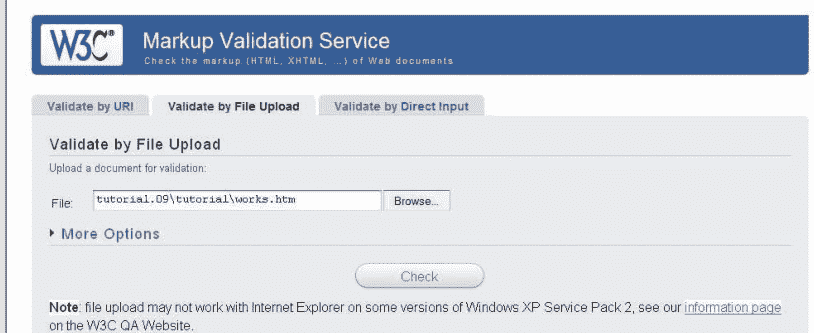 W3C® Markup Validation Service
Check the markup (HTML, XHTML, ...) of Web documents
Validate by URI Validate by File Upload Validate by Direct Input
Validate by File Upload
Upload a document for validation:
File: tutorial.09\tutorial\works.htm Browse...
More Options
Check
Note: file upload may not work with Internet Explorer on some versions of Windows XP Service Pack 2, see our information page
on the W3C QA Website.